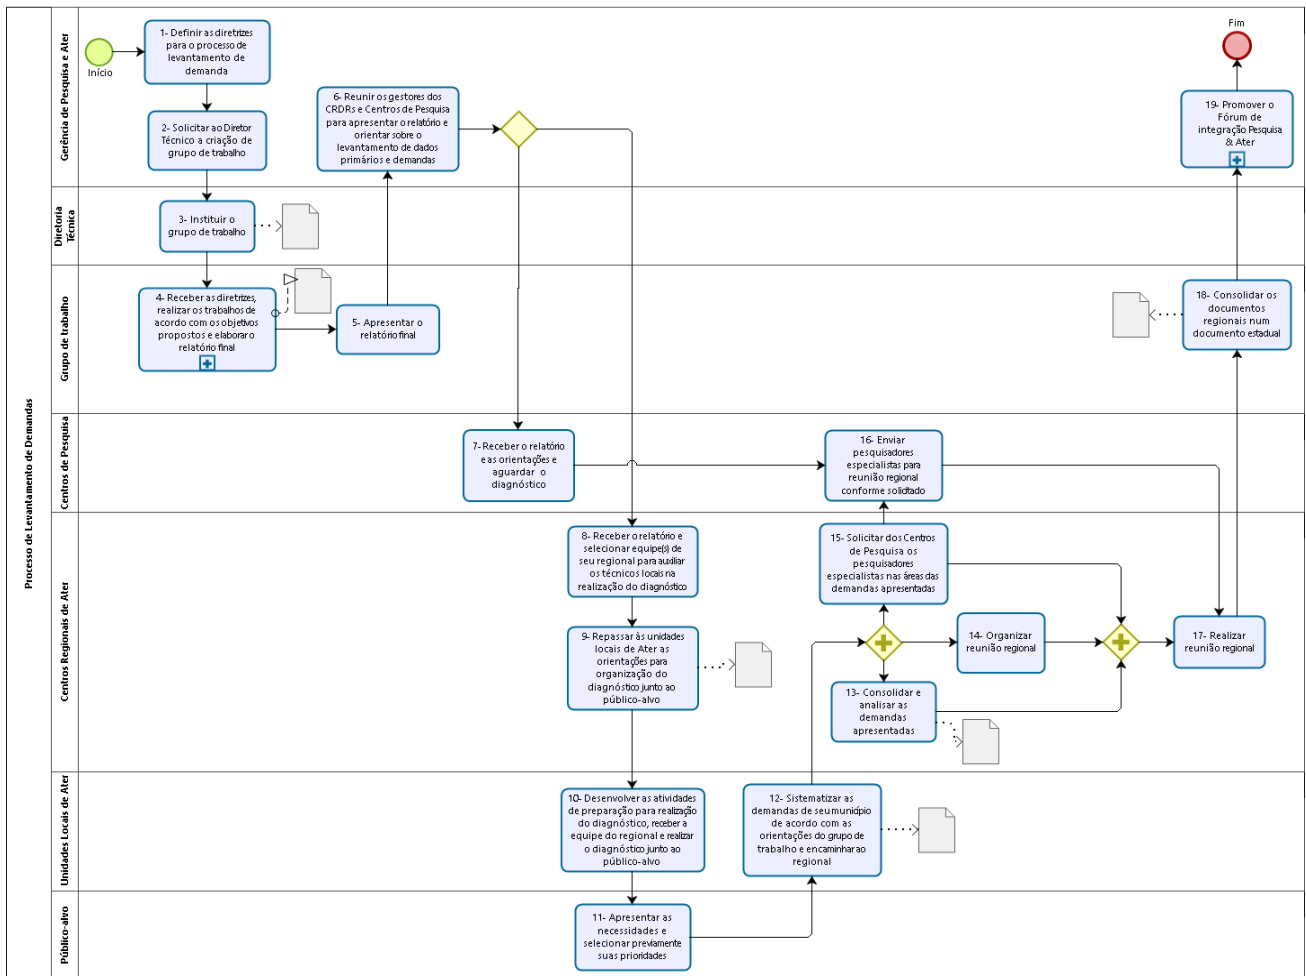 Processo de Levantamento de Demandas
Gerência de Pesquisa e Ater
Início
1- Definir as diretrizes
para o processo de
levantamento de
demanda
2- Solicitar ao Diretor
Técnico a criação de
grupo de trabalho
6- Reunir os gestores dos
CRDRs e Centros de Pesquisa
para apresentar o relatório e
orientar sobre o
levantamento de dados
primários e demandas
Fim
19- Promover o
Fórum de
integração Pesquisa
& Ater
Diretoria
Técnica
3- Instituir o
grupo de trabalho
Grupo de trabalho
4- Receber as diretrizes,
realizar os trabalhos de
acordo com os objetivos
propostos e elaborar o
relatório final
5- Apresentar o
relatório final
18- Consolidar os
documentos
regionais num
documento estadual
Centros de Pesquisa
7- Receber o relatório
e as orientações e
aguardar o
diagnóstico
16- Enviar
pesquisadores
especialistas para
reunião regional
conforme solicitado
Centros Regionais de Ater
8- Receber o relatório e
selecionar equipe(s) de
seu regional para auxiliar
os técnicos locais na
realização do diagnóstico
9- Repassar às unidades
locais de Ater as
orientações para
organização do
diagnóstico junto ao
público-alvo
15- Solicitar dos Centros
de Pesquisa os
pesquisadores
especialistas nas áreas das
demandas apresentadas
14- Organizar
reunião regional
13- Consolidar e
analisar as
demandas
apresentadas
17- Realizar
reunião regional
Unidades Locais de Ater
10- Desenvolver as atividades
de preparação para realização
do diagnóstico, receber a
equipe do regional e realizar
o diagnóstico junto ao
público-alvo
12- Sistematizar as
demandas de seu município
de acordo com as
orientações do grupo de
trabalho e encaminhar ao
regional
Público-alvo
11- Apresentar as
necessidades e
selecionar previamente
suas prioridades